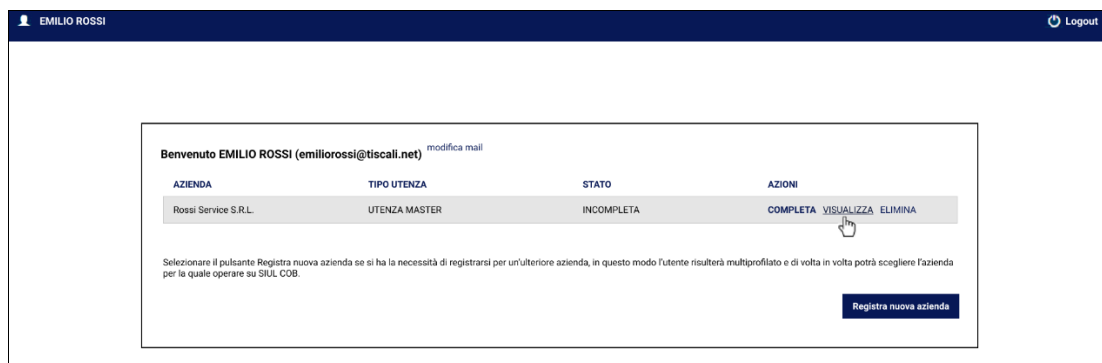 EMILIO ROSSI Logout
Benvenuto EMILIO ROSSI (emiliorossi@tiscali.net) modifica mail
AZIENDA TIPO UTENZA STATO AZIONI
Rossi Service S.R.L. UTENZA MASTER INCOMPLETA COMPLETA VISUALIZZA ELIMINA
Selezionare il pulsante Registra nuova azienda se si ha la necessità di registrarsi per un'ulteriore azienda, in questo modo l'utente risulterà multiprofilato e di volta in volta potrà scegliere l'azienda
per la quale operare su SIUL COB.
Registra nuova azienda